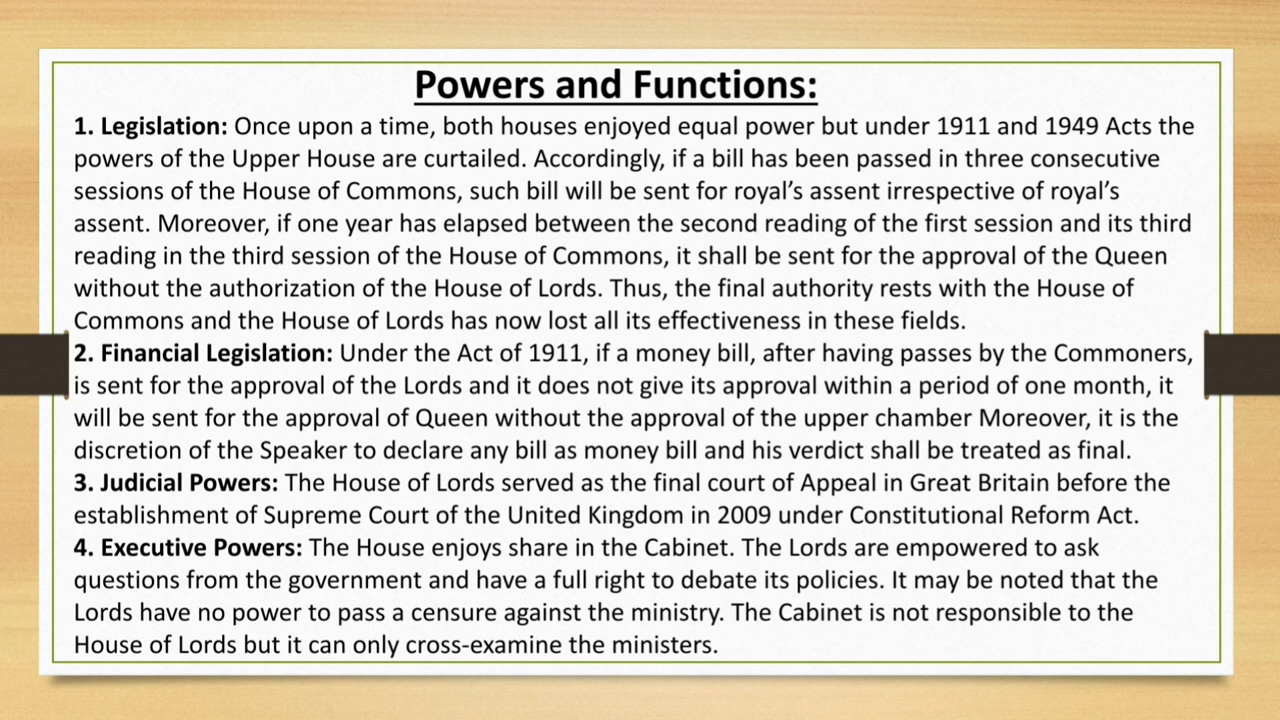 Powers and Functions:
1. Legislation: Once upon a time, both houses enjoyed equal power but under 1911 and 1949 Acts the
powers of the Upper House are curtailed. Accordingly, if a bill has been passed in three consecutive
sessions of the House of Commons, such bill will be sent for royal’s assent irrespective of royal’s
assent. Moreover, if one year has elapsed between the second reading of the first session and its third
reading in the third session of the House of Commons, it shall be sent for the approval of the Queen
without the authorization of the House of Lords. Thus, the final authority rests with the House of
Commons and the House of Lords has now lost all its effectiveness in these fields.
2. Financial Legislation: Under the Act of 1911, if a money bill, after having passes by the Commoners,
is sent for the approval of the Lords and it does not give its approval within a period of one month, it
will be sent for the approval of Queen without the approval of the upper chamber Moreover, it is the
discretion of the Speaker to declare any bill as money bill and his verdict shall be treated as final.
3. Judicial Powers: The House of Lords served as the final court of Appeal in Great Britain before the
establishment of Supreme Court of the United Kingdom in 2009 under Constitutional Reform Act.
4. Executive Powers: The House enjoys share in the Cabinet. The Lords are empowered to ask
questions from the government and have a full right to debate its policies. It may be noted that the
Lords have no power to pass a censure against the ministry. The Cabinet is not responsible to the
House of Lords but it can only cross-examine the ministers.